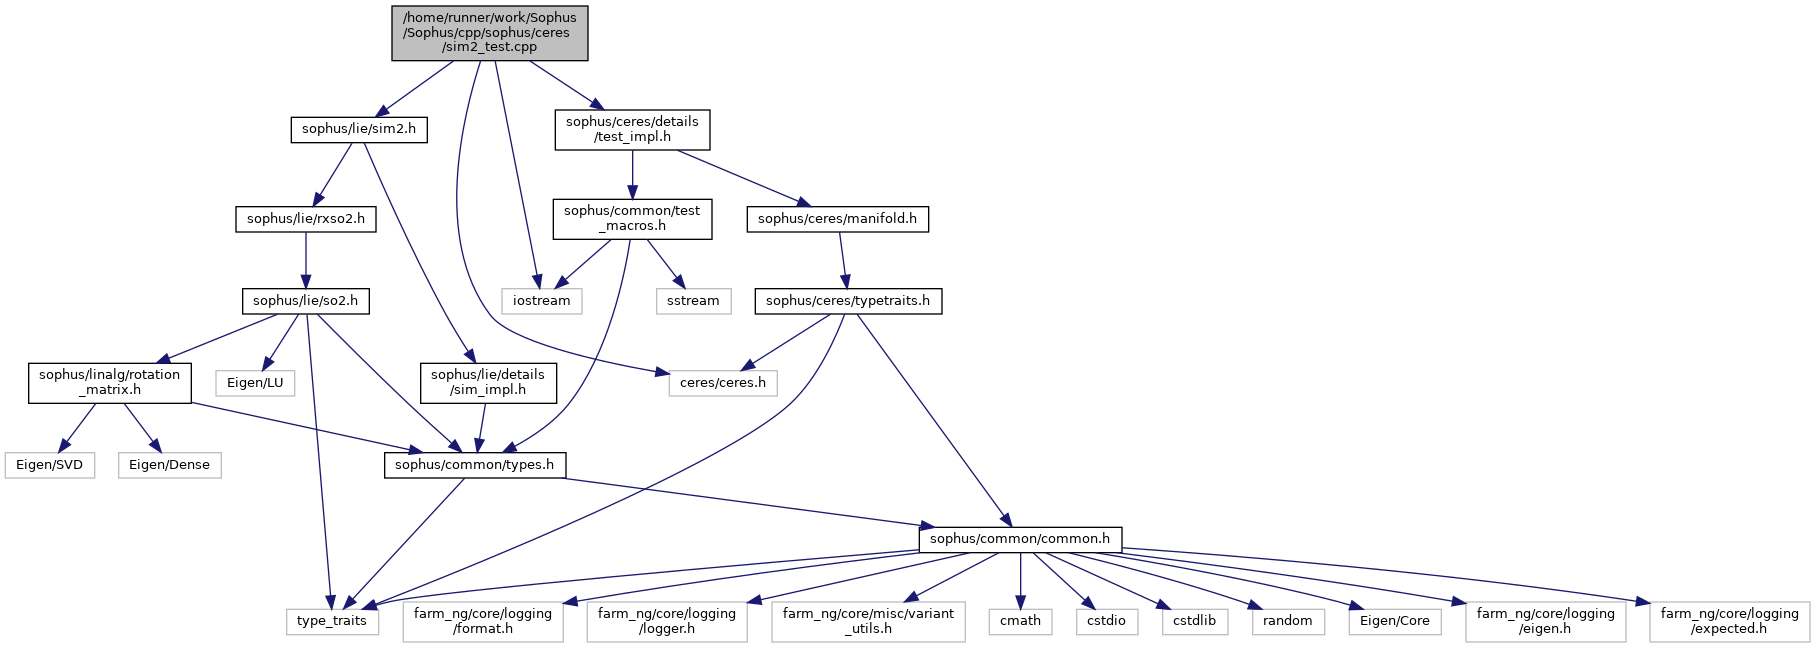 /home/runner/work/Sophus
/Sophus/cpp/sophus/ceres
/sim2_test.cpp
sophus/lie/sim2.h
sophus/ceres/details
/test_impl.h
sophus/lie/rxso2.h
sophus/common/test
_macros.h
sophus/ceres/manifold.h
sophus/lie/so2.h
iostream
sstream
sophus/ceres/typetraits.h
sophus/linalg/rotation
_matrix.h
Eigen/LU
sophus/lie/details
/sim_impl.h
ceres/ceres.h
Eigen/SVD
Eigen/Dense
sophus/common/types.h
sophus/common/common.h
type_traits
farm_ng/core/logging
/format.h
farm_ng/core/logging
/logger.h
farm_ng/core/misc/variant
_utils.h
cmath
cstdio
cstdlib
random
Eigen/Core
farm_ng/core/logging
/eigen.h
farm_ng/core/logging
/expected.h